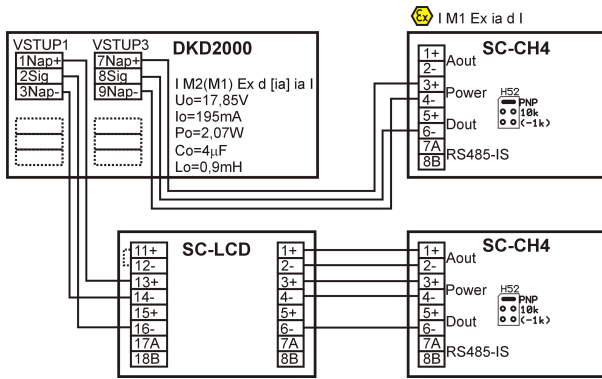 Ex I M1 Ex ia d I
VSTUP1 VSTUP3 DKD2000
1Nap+ 7Nap+
2Sig 8Sig
3Nap- 9Nap-
I M2(M1) Ex d [ia] ia I
Uo=17,85V
Io=195mA
Po=2,07W
Co=4µF
Lo=0,9mH
SC-CH4
1+
Aout
2-
3+
Power
4-
5+
Dout
6-
7A
RS485-IS
8B
H52
PNP
10k
(-1k)
SC-LCD
11+ 1+
12- 2-
13+ 3+
14- 4-
15+ 5+
16- 6-
17A 7A
18B 8B
SC-CH4
1+
Aout
2-
3+
Power
4-
5+
Dout
6-
7A
RS485-IS
8B
H52
PNP
10k
(-1k)